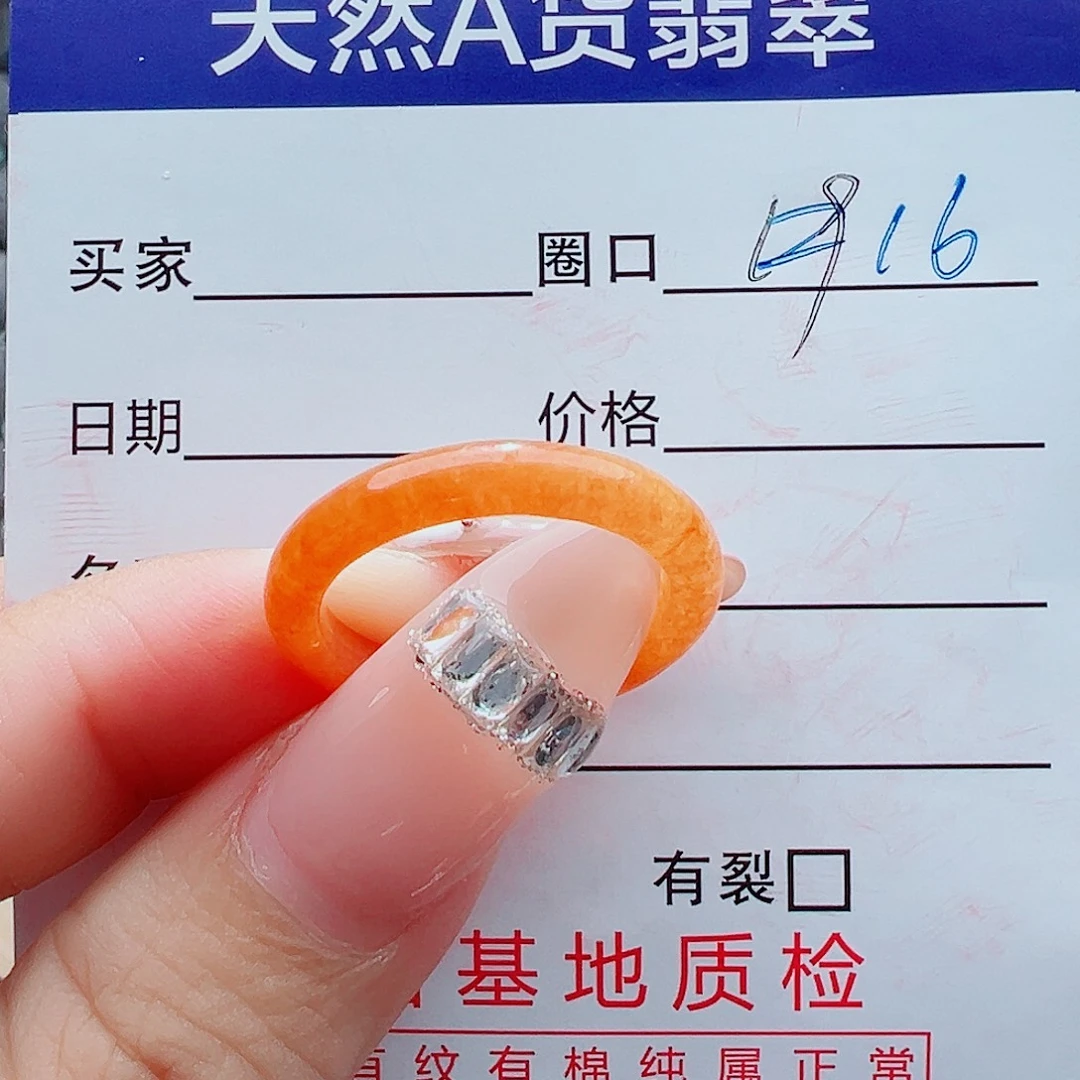 天然A货翡翠
买家 圈口 16
日期 价格
有裂
基地质检
纹有棉纯属正常